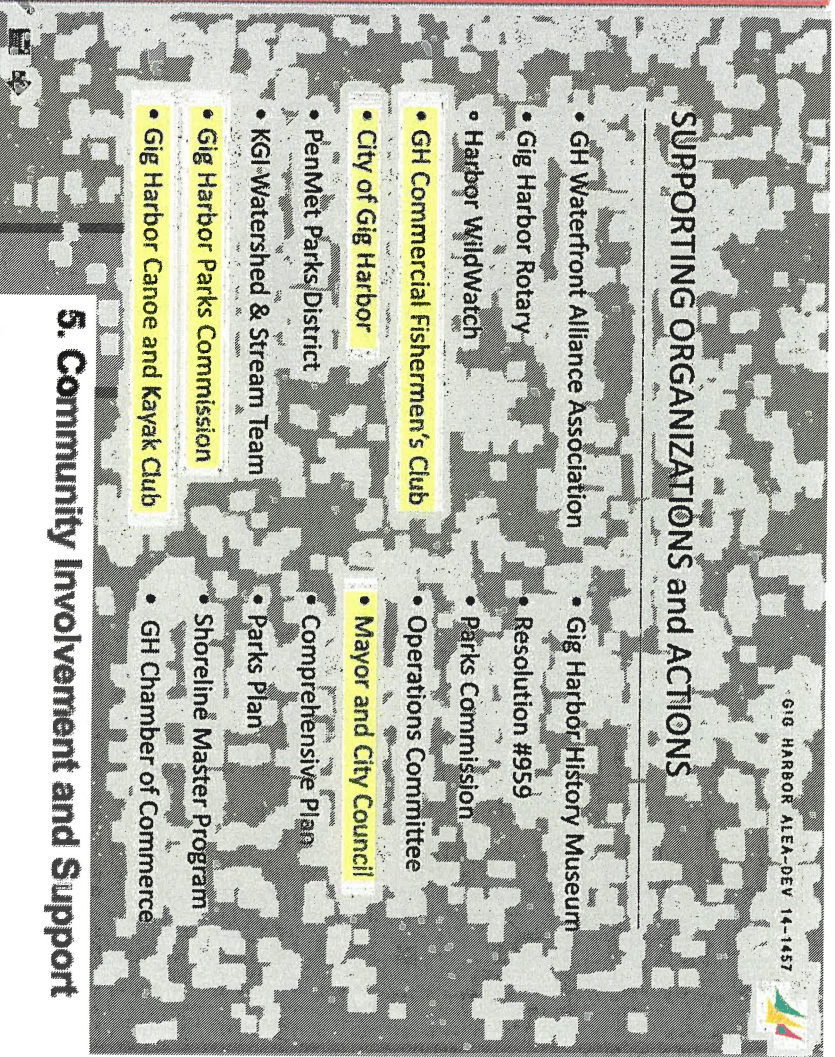 GIG HARBOR ALEA-DEV 14-1457
SUPPORTING ORGANIZATIONS and ACTIONS
• GH Waterfront Alliance Association
• Gig Harbor Rotary
• Harbor WildWatch
• GH Commercial Fishermen's Club
• City of Gig Harbor
• PenMet Parks District
• KGI Watershed & Stream Team
• Gig Harbor Parks Commission
• Gig Harbor Canoe and Kayak Club
• Gig Harbor History Museum
• Resolution #959
• Parks Commission
• Operations Committee
• Mayor and City Council
• Comprehensive Plan
• Parks Plan
• Shoreline Master Program
• GH Chamber of Commerce
5. Community Involvement and Support